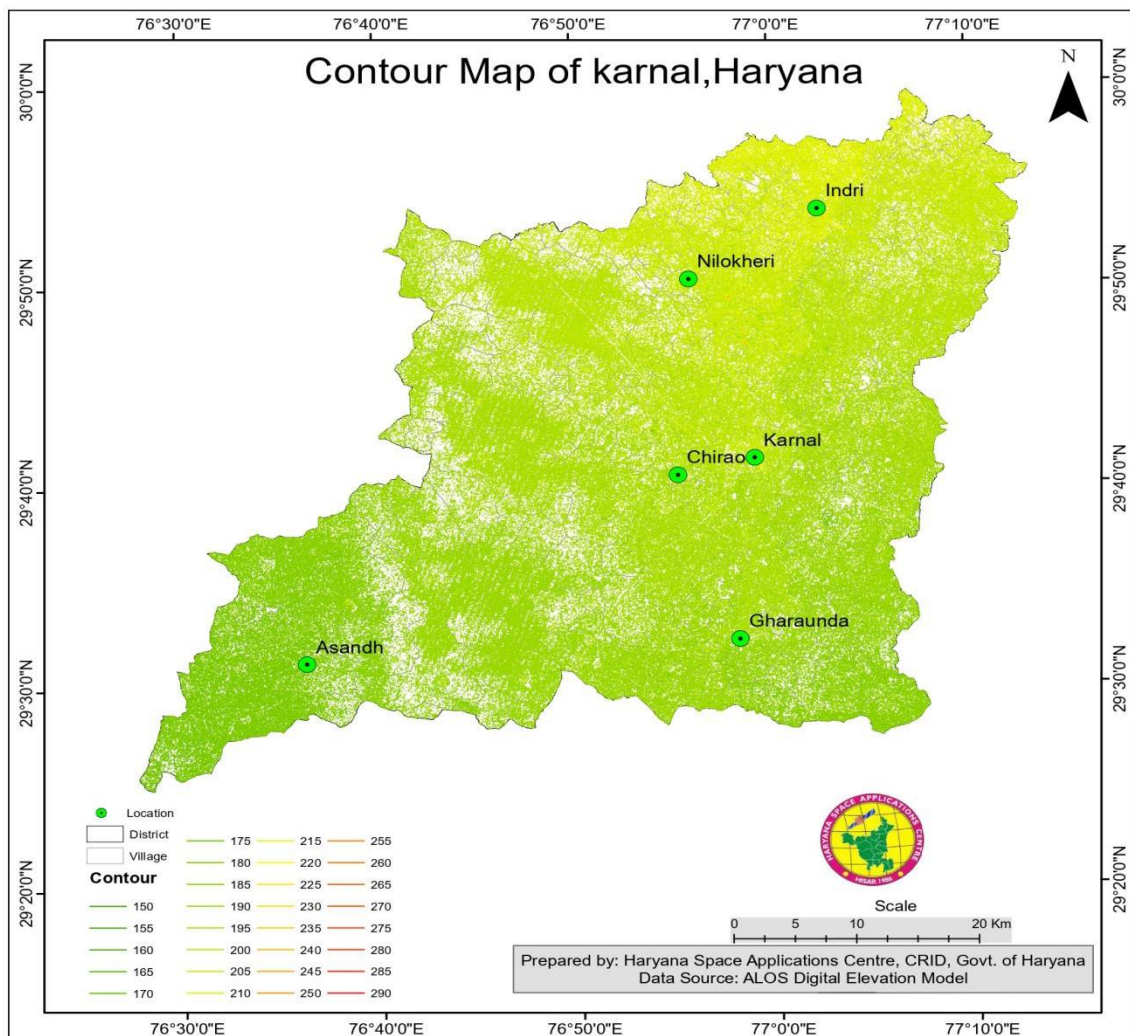 76°30'0"E 76°40'0"E 76°50'0"E 77°0'0"E 77°10'0"E
Contour Map of karnal,Haryana
N
30°0'0"N 30°0'0"N
Indri
Nilokheri
29°50'0"N 29°50'0"N
Karnal
Chirao
29°40'0"N 29°40'0"N
Gharaunda
Asandh
29°30'0"N 29°30'0"N
Location
District
Village
Contour
150
155
160
165
170
175
180
185
190
195
200
205
210
215
220
225
230
235
240
245
250
255
260
265
270
275
280
285
290
29°20'0"N 29°20'0"N
HARYANA SPACE APPLICATIONS CENTRE
HISAR 1986
Scale
0 5 10 20 Km
Prepared by: Haryana Space Applications Centre, CRID, Govt. of Haryana
Data Source: ALOS Digital Elevation Model
76°30'0"E 76°40'0"E 76°50'0"E 77°0'0"E 77°10'0"E